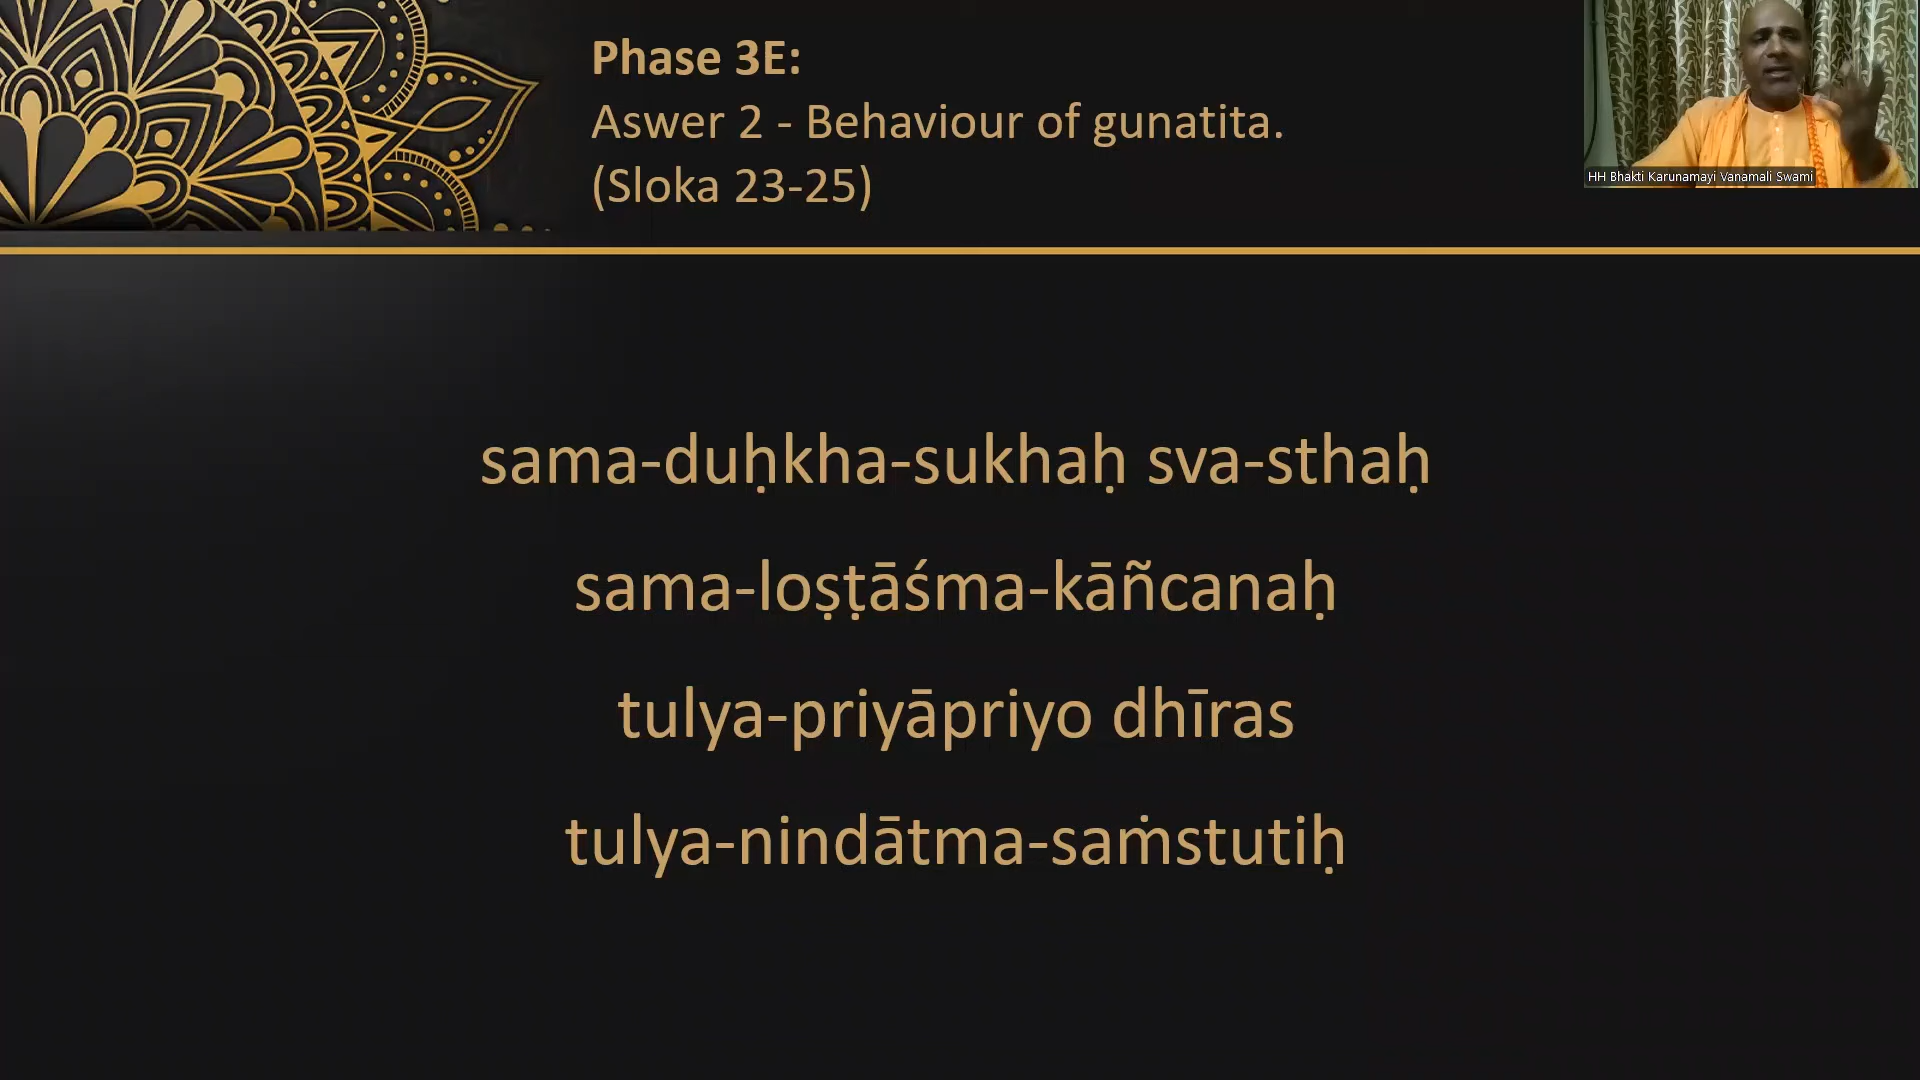 Phase 3E:
Aswer 2 - Behaviour of gunatita.
(Sloka 23-25)
HH Bhakti Karunamayi Vanamali Swami
sama-duḥkha-sukhaḥ sva-sthaḥ
sama-loṣṭāśma-kāñcanaḥ
tulya-priyāpriyo dhīras
tulya-nindātma-saṁstutiḥ